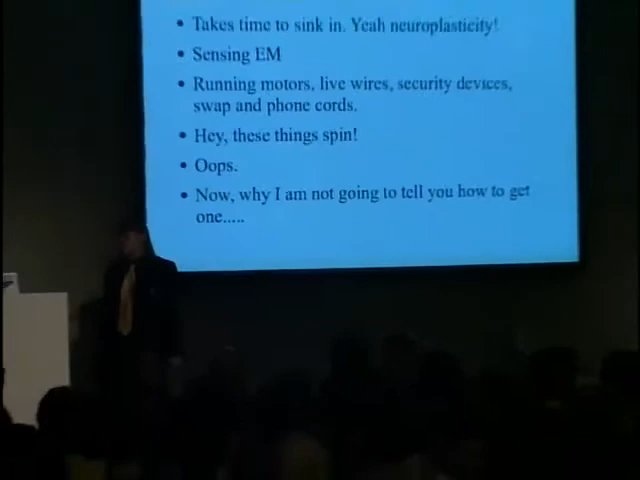 • Takes time to sink in. Yeah neuroplasticity!
• Sensing EM
• Running motors, live wires, security devices,
swap and phone cords.
• Hey, these things spin!
• Oops.
• Now, why I am not going to tell you how to get
one.....